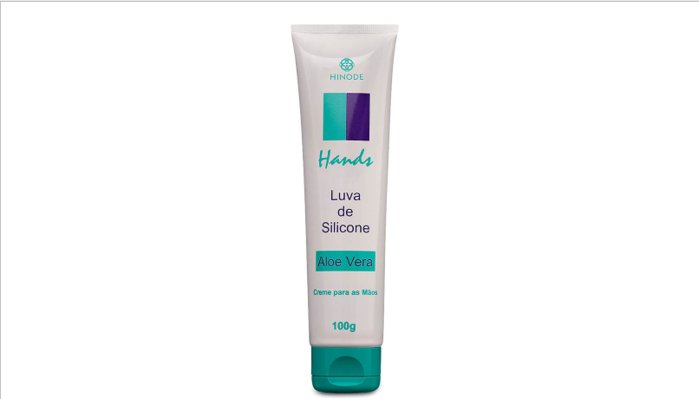 HINODE
Hands
Luva
de
Silicone
Aloe Vera
Creme para as Mãos
100g